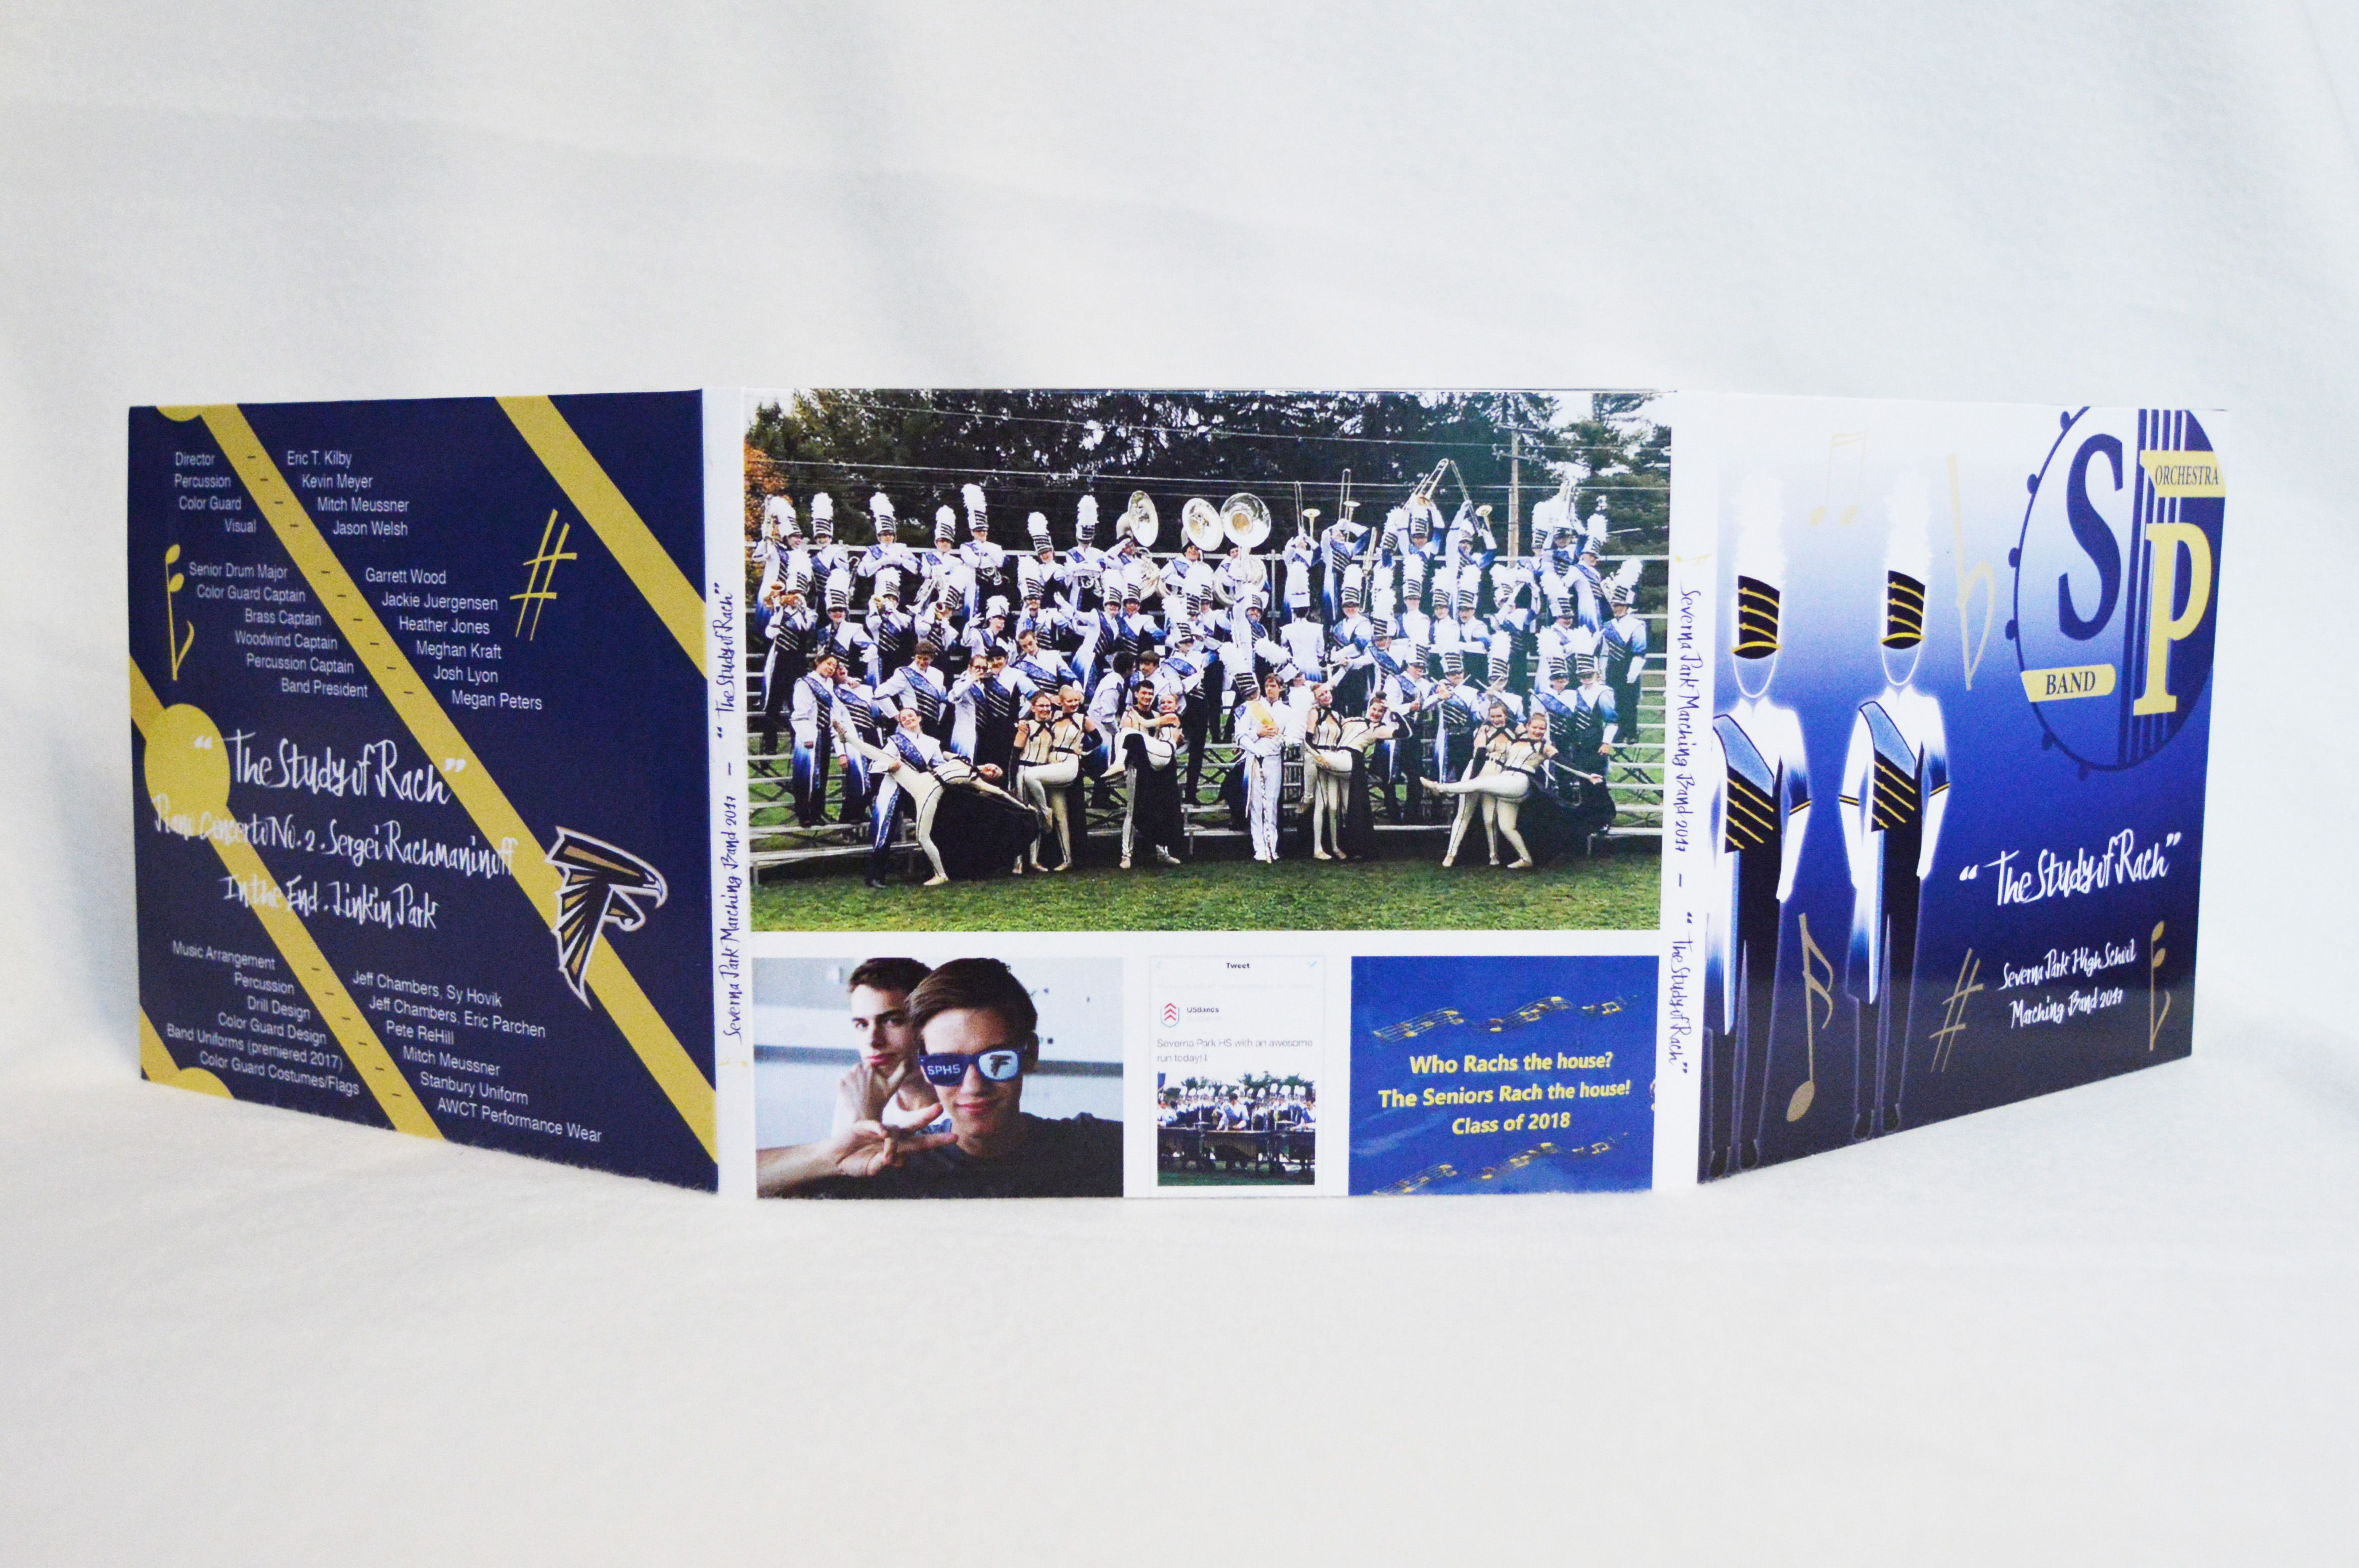 Director - Eric T. Kilby
Percussion - Kevin Meyer
Color Guard - Mitch Meussner
Visual - Jason Welsh
Senior Drum Major - Garrett Wood
Color Guard Captain - Jackie Juergensen
Brass Captain - Heather Jones
Woodwind Captain - Meghan Kraft
Percussion Captain - Josh Lyon
Band President - Megan Peters
"The Study of Rach"
Piano Concerto No. 2 . Sergei Rachmaninoff
In the End . Linkin Park
Music Arrangement - Jeff Chambers, Sy Hovik
Percussion - Jeff Chambers, Eric Parchen
Drill Design - Pete ReHill
Color Guard Design - Mitch Meussner
Band Uniforms (premiered 2017) - Stanbury Uniform
Color Guard Costumes/Flags - AWCT Performance Wear
Severna Park Marching Band 2017 - "The Study of Rach"
SPHS
Tweet
USBands
Severna Park HS with an awesome
run today! !
Who Rachs the house?
The Seniors Rach the house!
Class of 2018
Severna Park Marching Band 2017 - "The Study of Rach"
SP
ORCHESTRA
BAND
"The Study of Rach"
Severna Park High School
Marching Band 2017